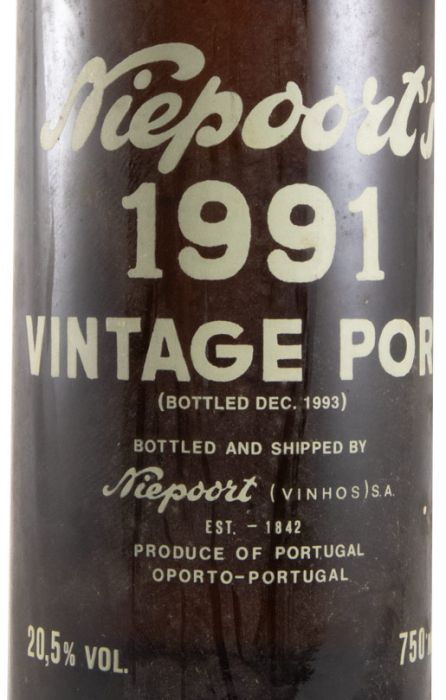 Niepoort's
1991
VINTAGE POR
(BOTTLED DEC. 1993)
BOTTLED AND SHIPPED BY
Niepoort (VINHOS) S.A.
EST. - 1842
PRODUCE OF PORTUGAL
OPORTO-PORTUGAL
20,5% VOL. 750